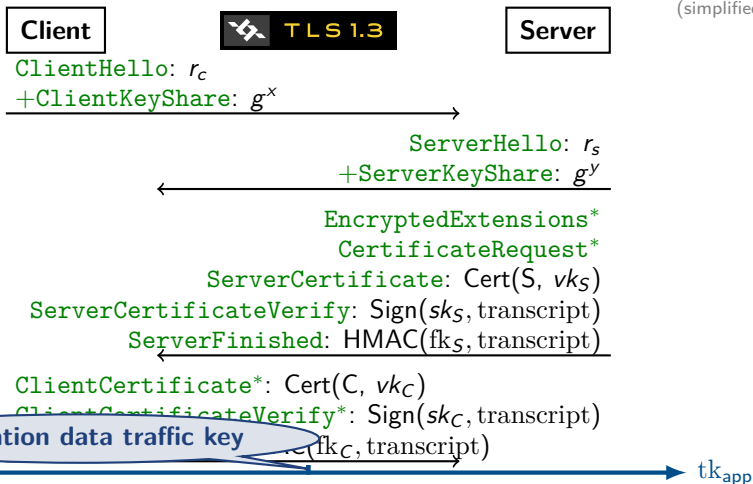 (simplified
Client TLS 1.3 Server
ClientHello: r_c
+ClientKeyShare: g^x
ServerHello: r_s
+ServerKeyShare: g^y
EncryptedExtensions*
CertificateRequest*
ServerCertificate: Cert(S, vk_S)
ServerCertificateVerify: Sign(sk_S, transcript)
ServerFinished: HMAC(fk_S, transcript)
ClientCertificate*: Cert(C, vk_C)
ClientCertificateVerify*: Sign(sk_C, transcript)
data traffic key (fk_C, transcript)
tk_app